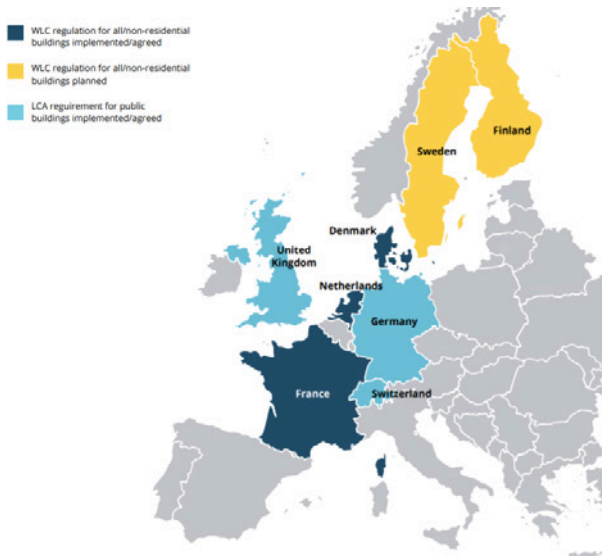 WLC regulation for all/non-residential
buildings implemented/agreed
WLC regulation for all/non-residential
buildings planned
LCA reguirement for public
buildings implemented/agreed
Finland
Sweden
Denmark
United
Kingdom
Netherlands
Germany
France
Switzerland